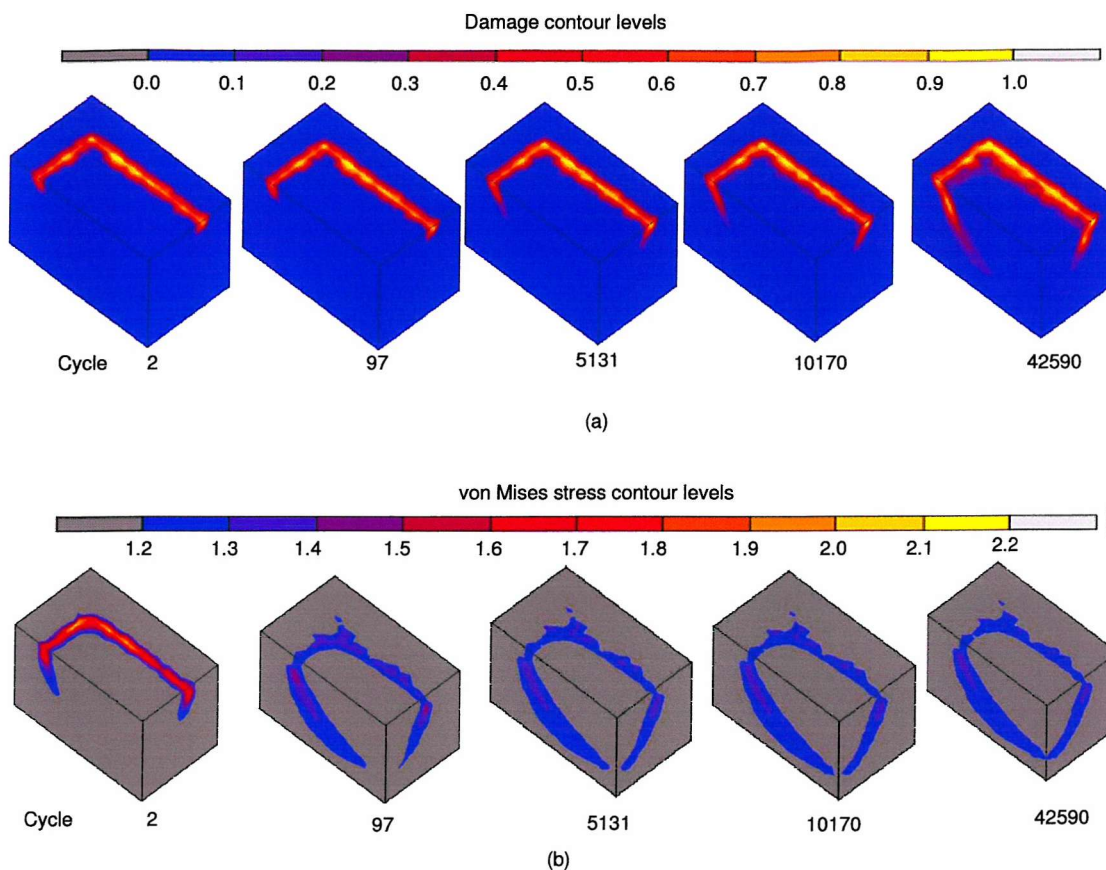 Damage contour levels
0.0 0.1 0.2 0.3 0.4 0.5 0.6 0.7 0.8 0.9 1.0
Cycle 2 97 5131 10170 42590
(a)
von Mises stress contour levels
1.2 1.3 1.4 1.5 1.6 1.7 1.8 1.9 2.0 2.1 2.2
Cycle 2 97 5131 10170 42590
(b)